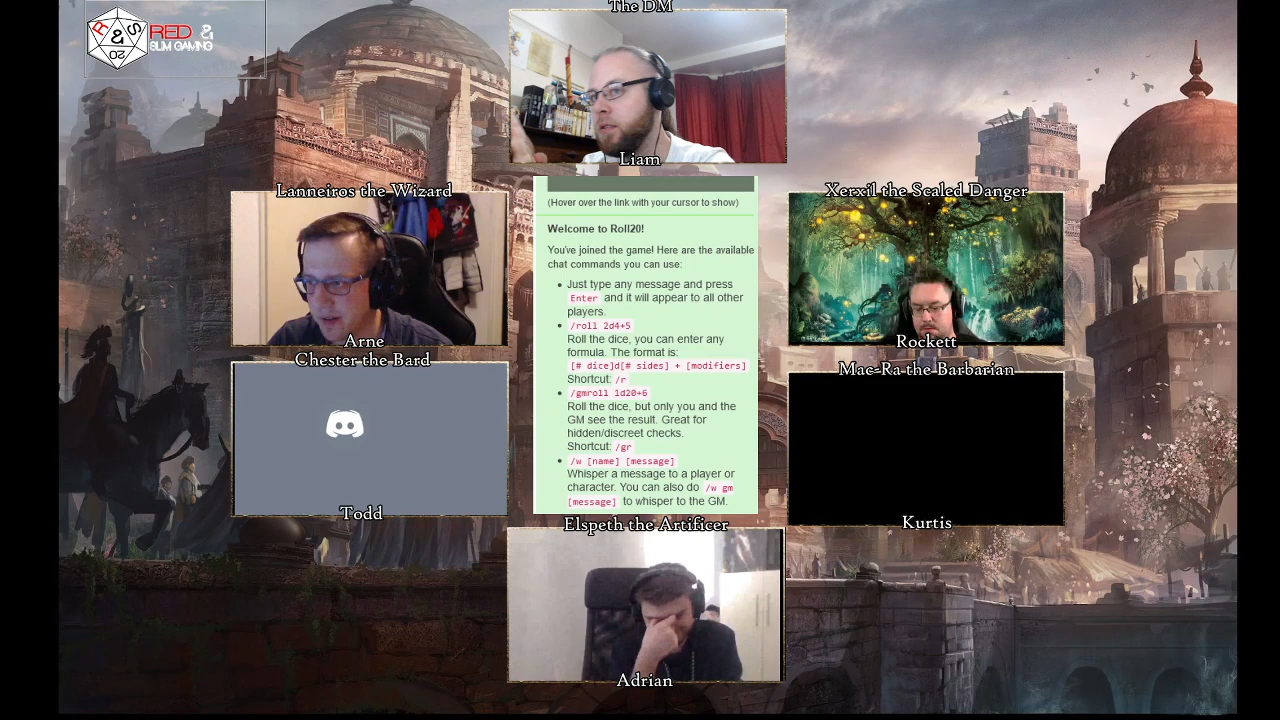 The DM
R & S
20
RED &
SLIM GAMING
Liam
Lanneiros the Wizard
Xerxil the Scaled Danger
(Hover over the link with your cursor to show)
Welcome to Roll20!
You've joined the game! Here are the available
chat commands you can use:
Just type any message and press
Enter and it will appear to all other
players.
/roll 2d4+5
Roll the dice, you can enter any
formula. The format is:
[# dice]d[# sides] + [modifiers]
Shortcut: /r
/gmroll 1d20+6
Roll the dice, but only you and the
GM see the result. Great for
hidden/discreet checks.
Shortcut: /gr
/w [name] [message]
Whisper a message to a player or
character. You can also do /w gm
[message] to whisper to the GM.
Arne
Rockett
Chester the Bard
Mac-Ra the Barbarian
Todd
Kurtis
Elspeth the Artificer
Adrian